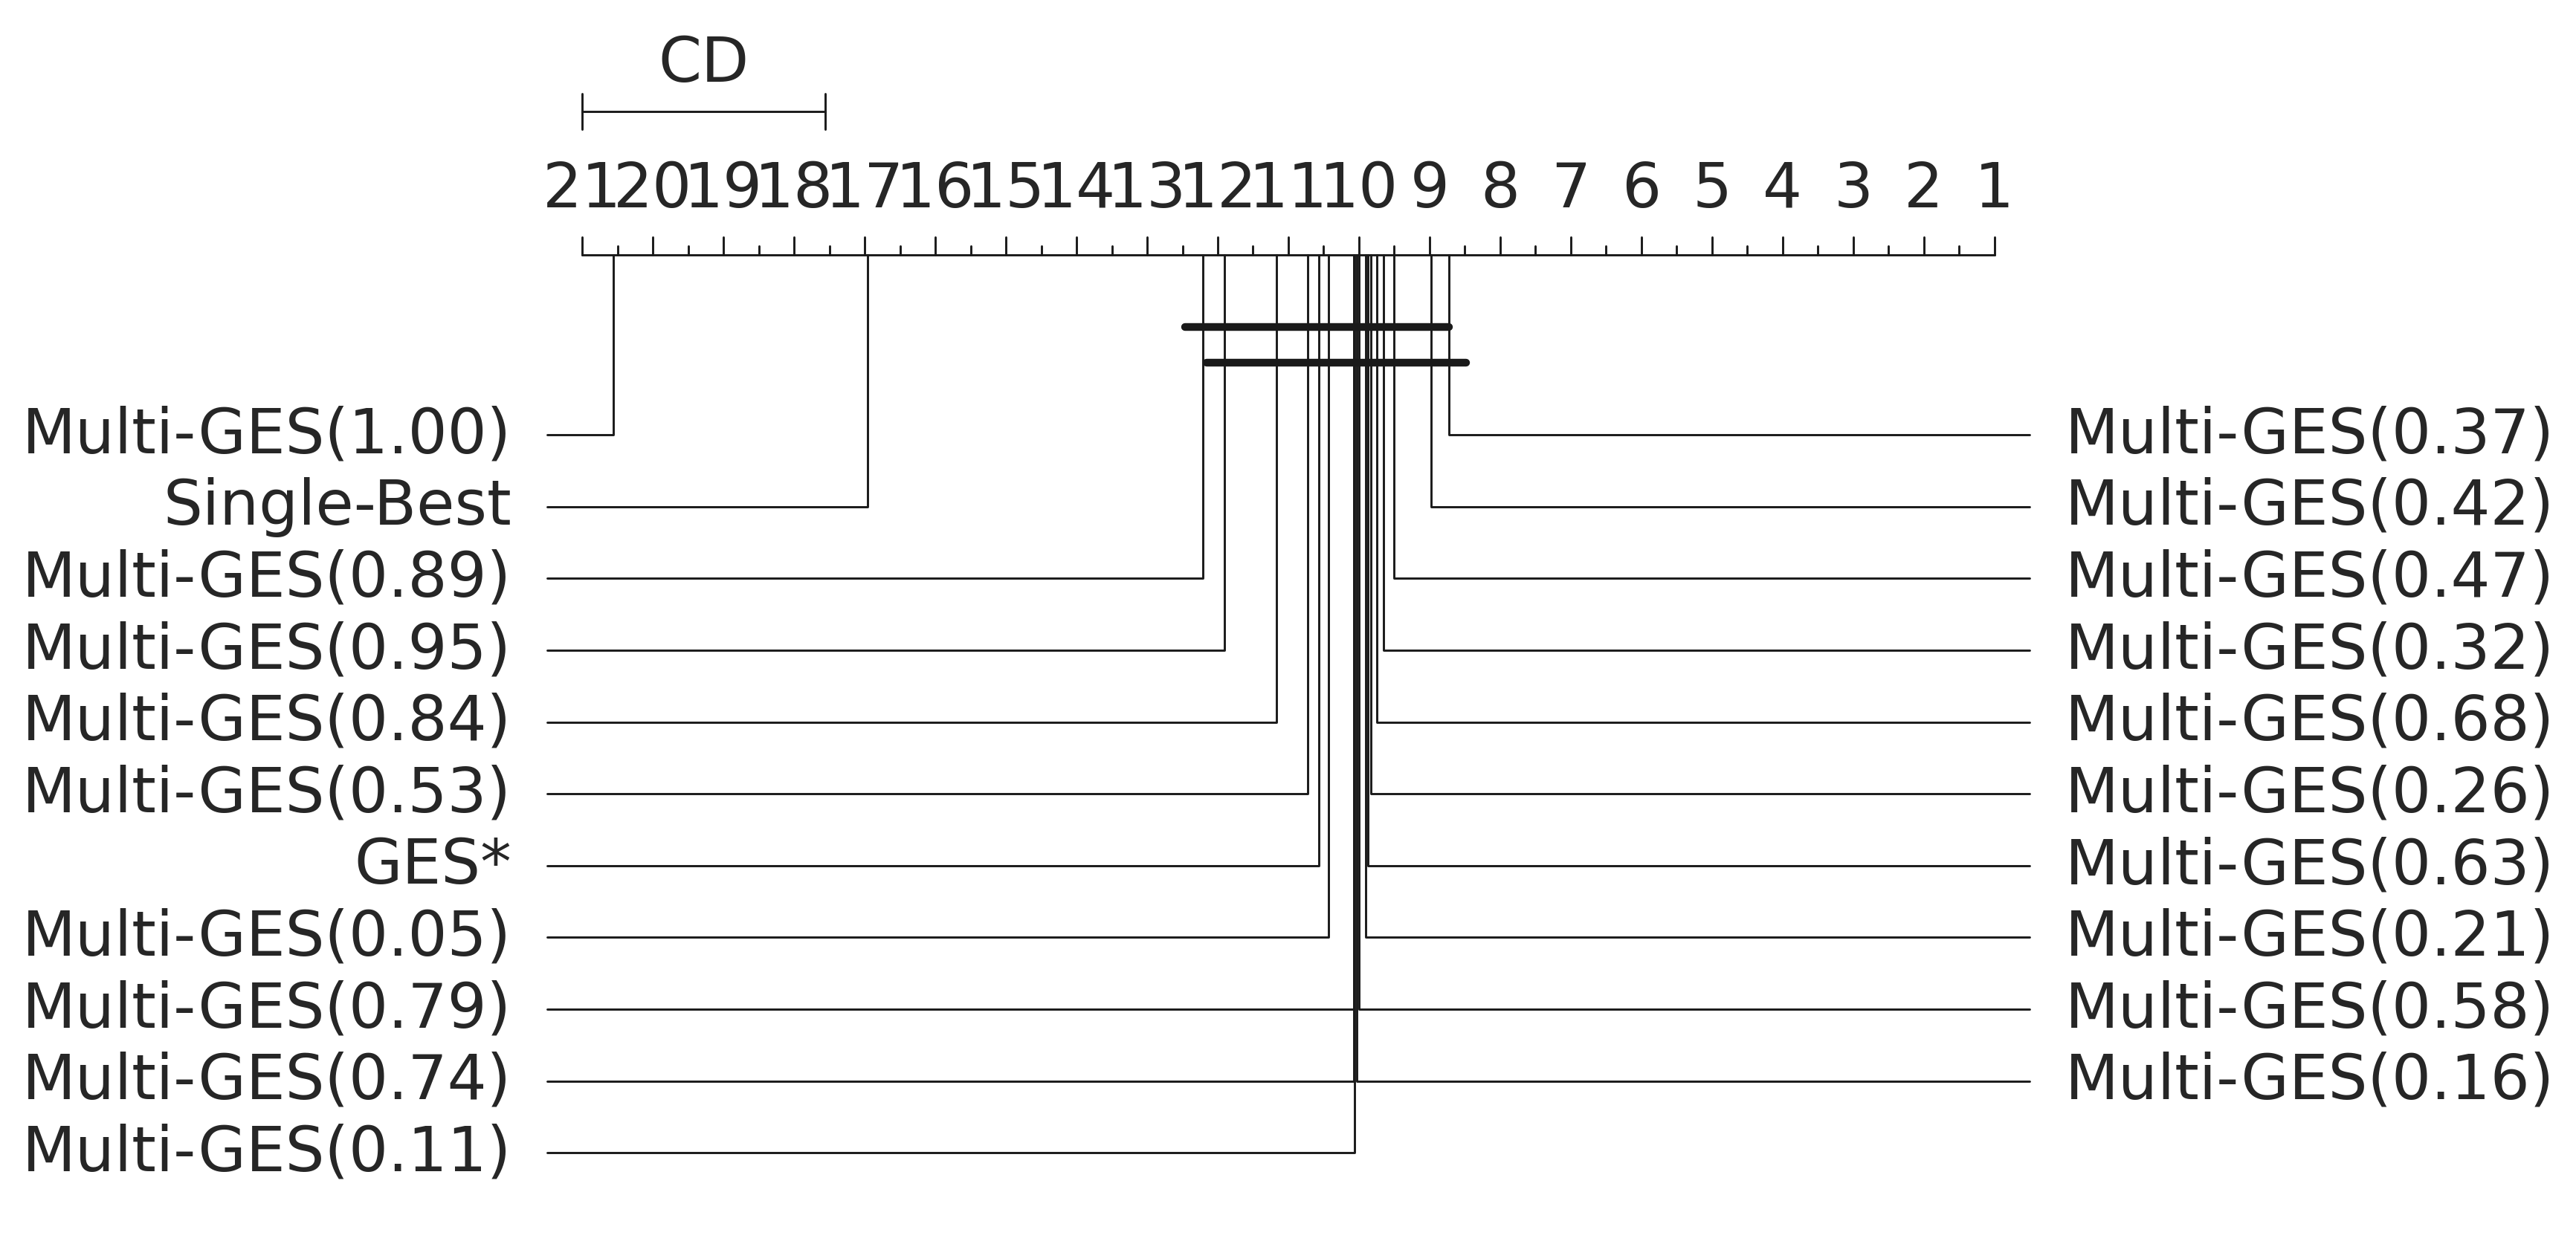 CD
21 20 19 18 17 16 15 14 13 12 11 10 9 8 7 6 5 4 3 2 1
Multi-GES(1.00)
Single-Best
Multi-GES(0.89)
Multi-GES(0.95)
Multi-GES(0.84)
Multi-GES(0.53)
GES*
Multi-GES(0.05)
Multi-GES(0.79)
Multi-GES(0.74)
Multi-GES(0.11)
Multi-GES(0.37)
Multi-GES(0.42)
Multi-GES(0.47)
Multi-GES(0.32)
Multi-GES(0.68)
Multi-GES(0.26)
Multi-GES(0.63)
Multi-GES(0.21)
Multi-GES(0.58)
Multi-GES(0.16)